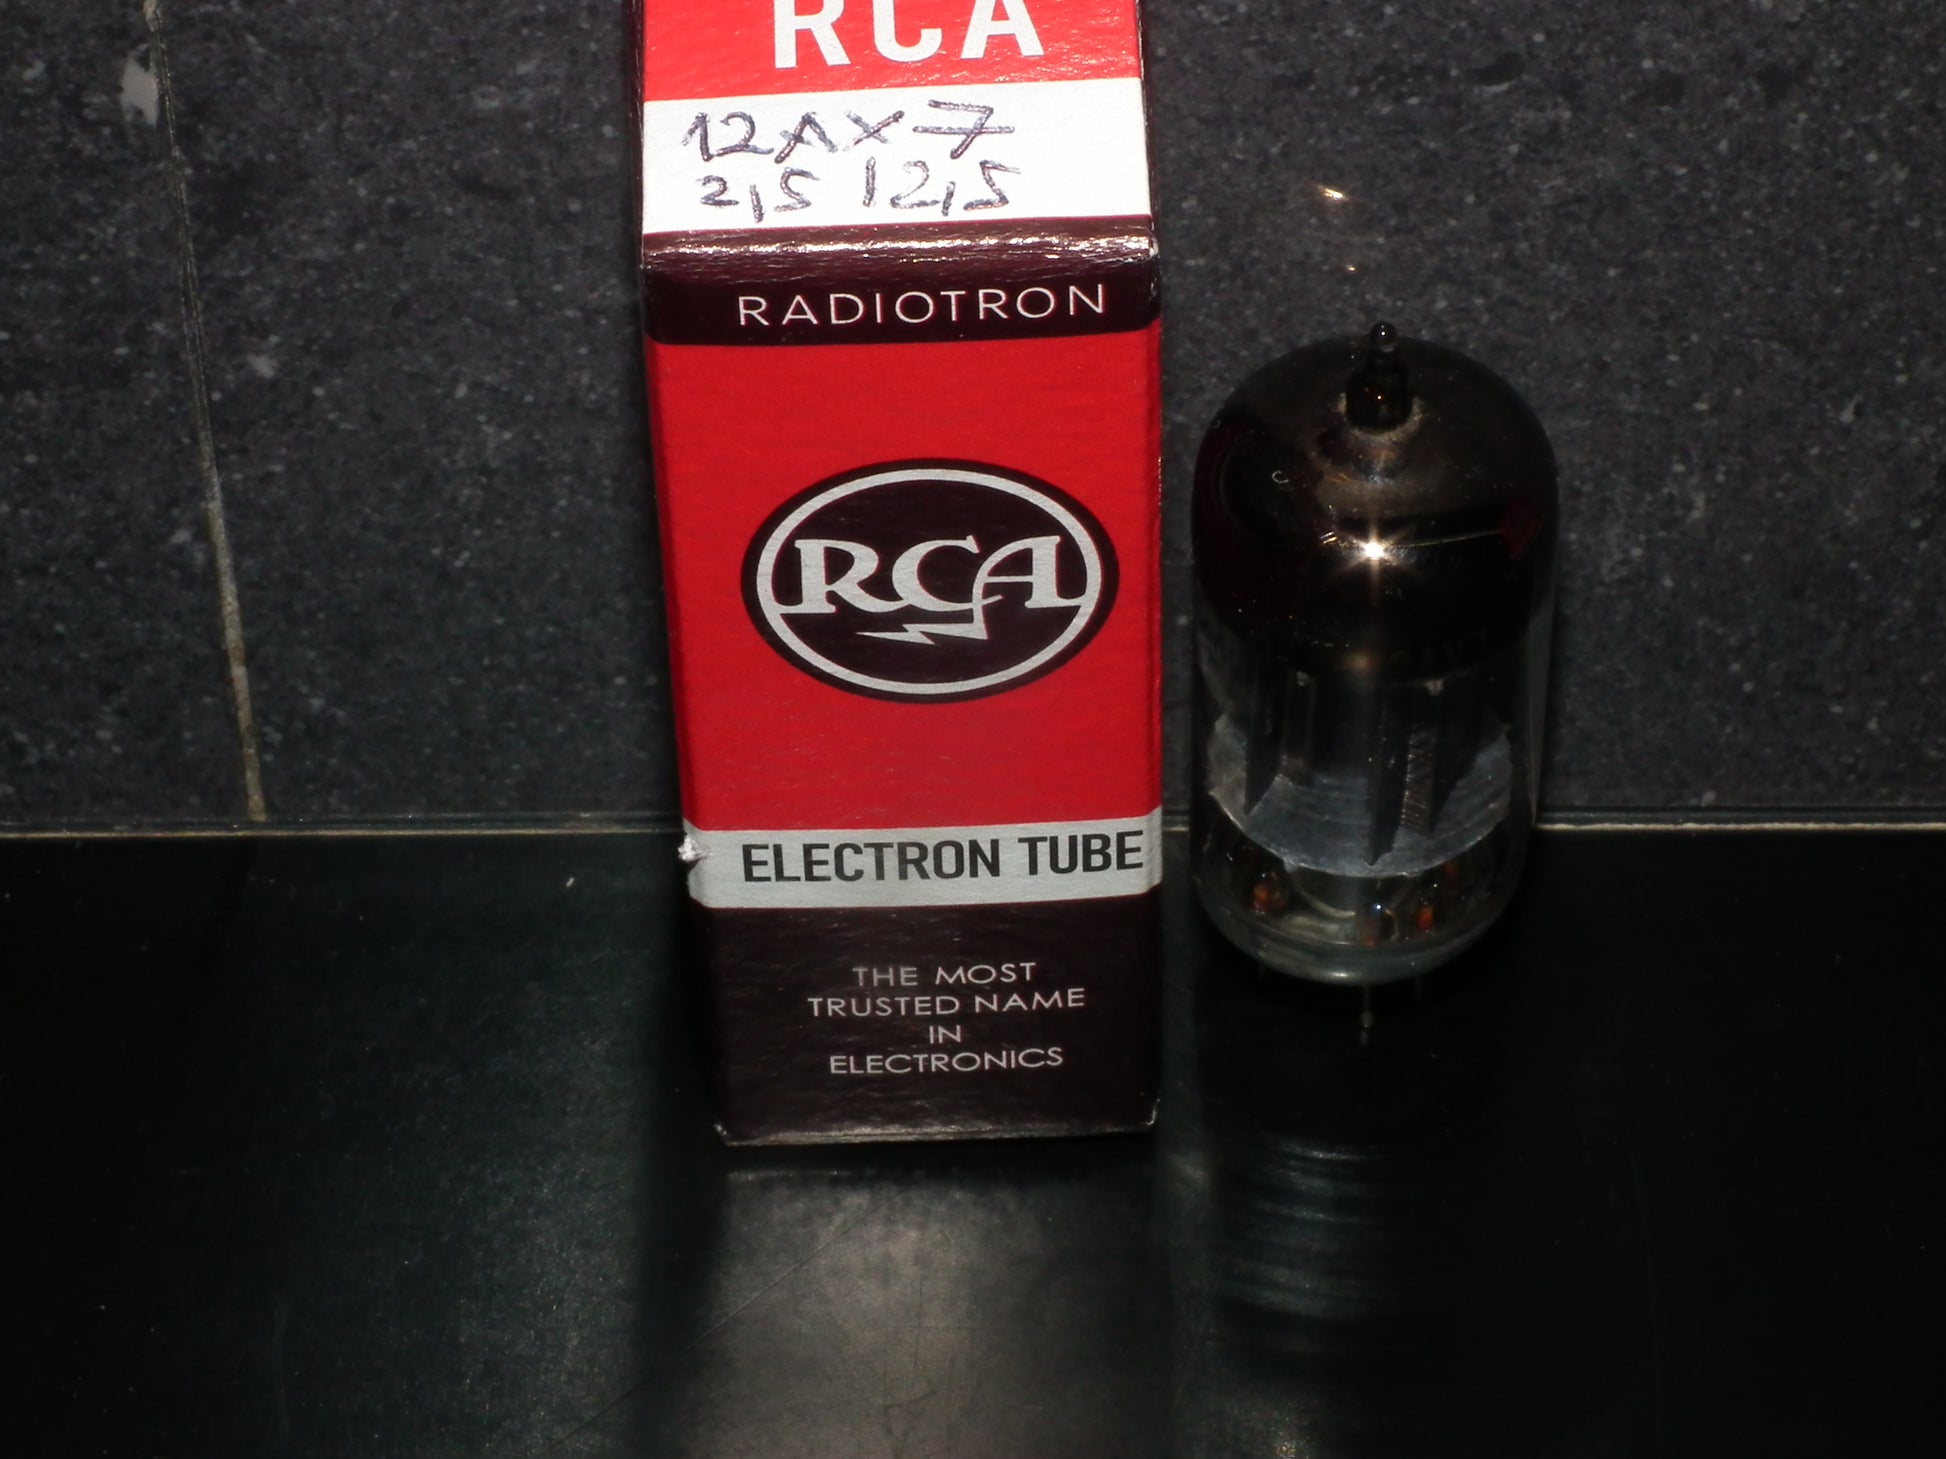 RCA
12AX7
2,5 12,5
RADIOTRON
RCA
ELECTRON TUBE
THE MOST
TRUSTED NAME
IN
ELECTRONICS